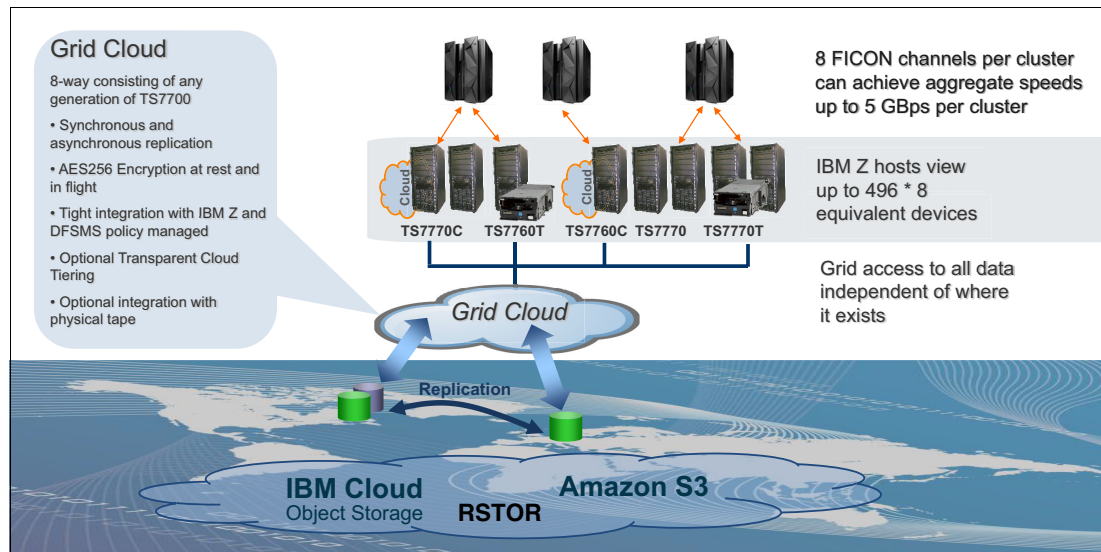 Grid Cloud
8-way consisting of any
generation of TS7700
• Synchronous and
asynchronous replication
• AES256 Encryption at rest and
in flight
• Tight integration with IBM Z and
DFSMS policy managed
• Optional Transparent Cloud
Tiering
• Optional integration with
physical tape
8 FICON channels per cluster
can achieve aggregate speeds
up to 5 GBps per cluster
Cloud
Cloud
IBM Z hosts view
up to 496 * 8
equivalent devices
TS7770C TS7760T TS7760C TS7770 TS7770T
Grid access to all data
independent of where
it exists
Grid Cloud
Replication
IBM Cloud
Object Storage
RSTOR
Amazon S3